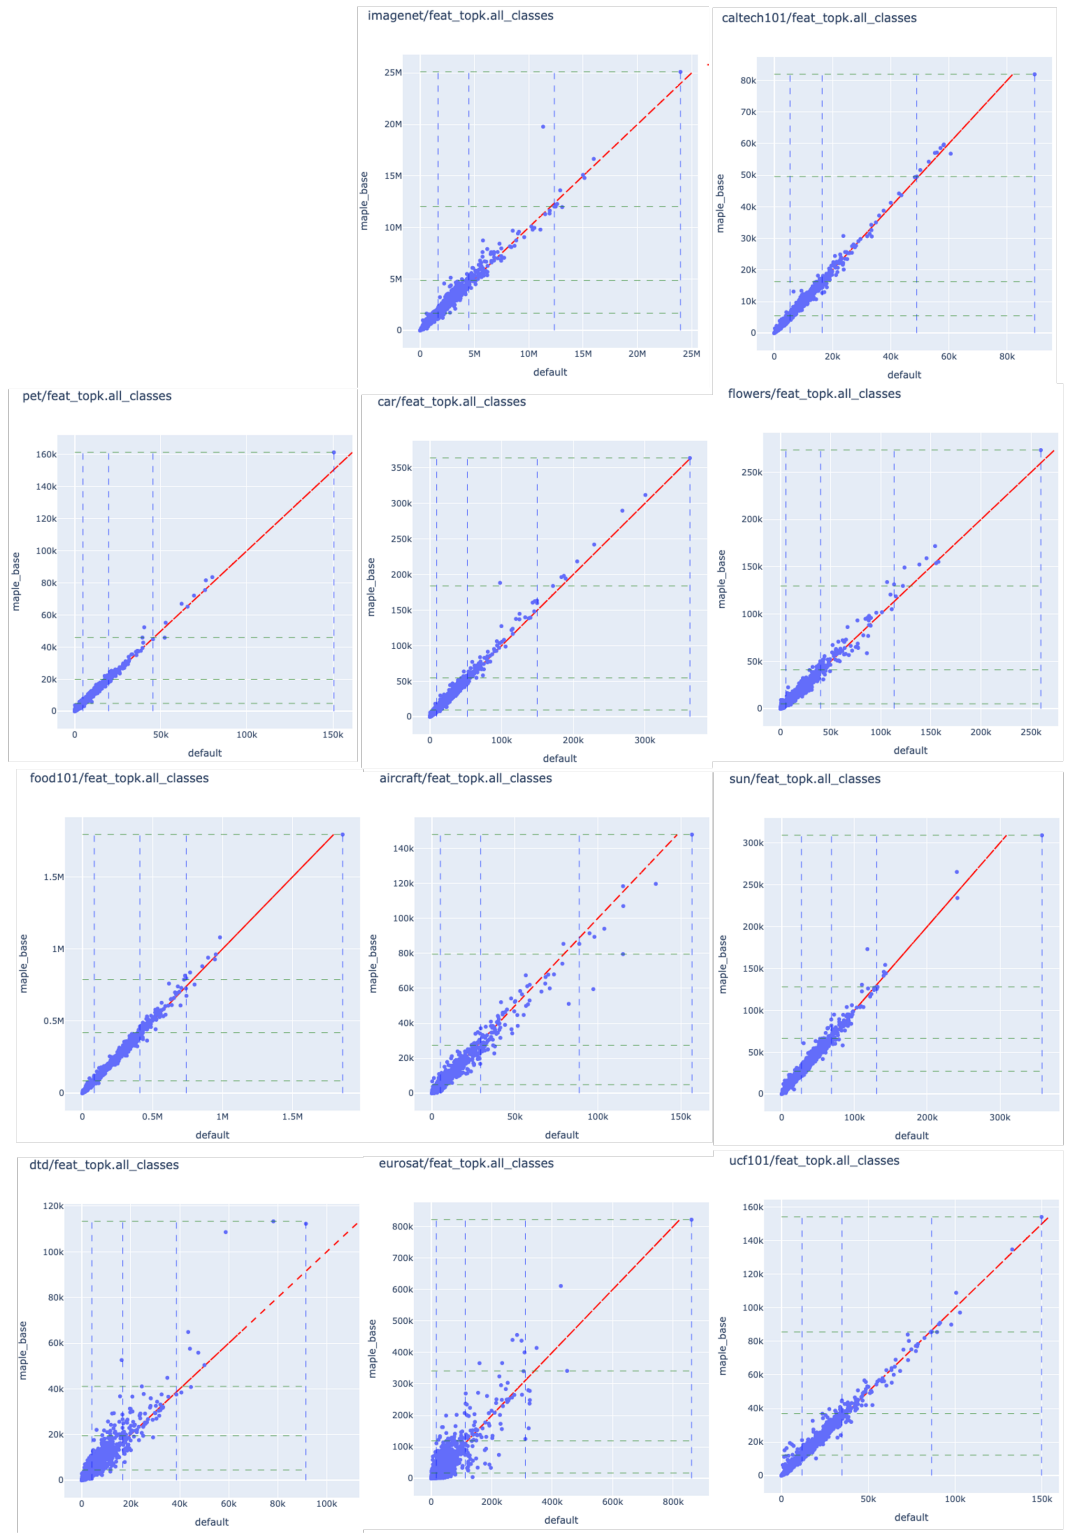 imagenet/feat_topk.all_classes
25M
20M
15M
10M
5M
0
maple_base
0 5M 10M 15M 20M 25M
default
caltech101/feat_topk.all_classes
80k
70k
60k
50k
40k
30k
20k
10k
0
maple_base
0 20k 40k 60k 80k
default
pet/feat_topk.all_classes
160k
140k
120k
100k
80k
60k
40k
20k
0
maple_base
0 50k 100k 150k
default
car/feat_topk.all_classes
350k
300k
250k
200k
150k
100k
50k
0
maple_base
0 100k 200k 300k
default
flowers/feat_topk.all_classes
250k
200k
150k
100k
50k
0
maple_base
0 50k 100k 150k 200k 250k
default
food101/feat_topk.all_classes
1.5M
1M
0.5M
0
maple_base
0 0.5M 1M 1.5M
default
aircraft/feat_topk.all_classes
140k
120k
100k
80k
60k
40k
20k
0
maple_base
0 50k 100k 150k
default
sun/feat_topk.all_classes
300k
250k
200k
150k
100k
50k
0
maple_base
0 100k 200k 300k
default
dtd/feat_topk.all_classes
120k
100k
80k
60k
40k
20k
0
maple_base
0 20k 40k 60k 80k 100k
default
eurosat/feat_topk.all_classes
800k
700k
600k
500k
400k
300k
200k
100k
0
maple_base
0 200k 400k 600k 800k
default
ucf101/feat_topk.all_classes
160k
140k
120k
100k
80k
60k
40k
20k
0
maple_base
0 50k 100k 150k
default